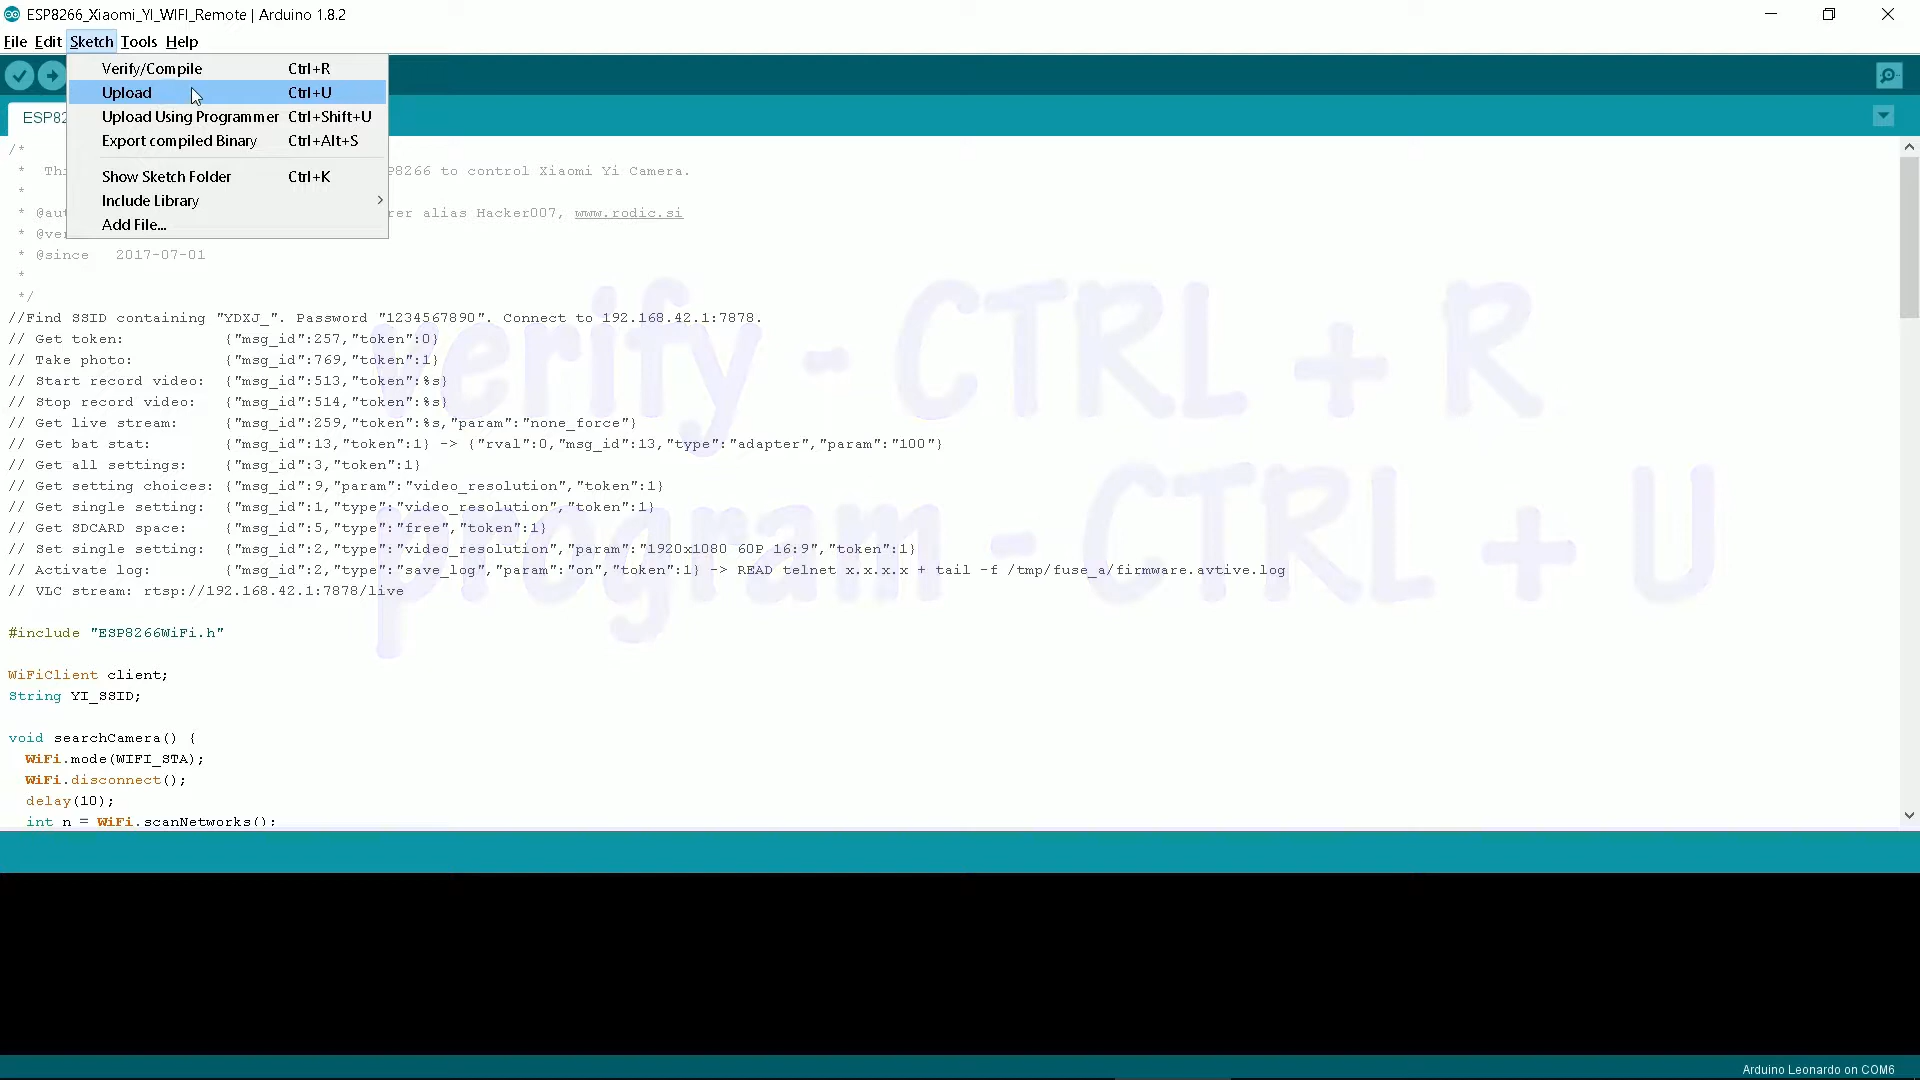 ESP8266_Xiaomi_YI_WIFI_Remote | Arduino 1.8.2
File Edit Sketch Tools Help
Verify/Compile Ctrl+R
Upload Ctrl+U
Upload Using Programmer Ctrl+Shift+U
Export compiled Binary Ctrl+Alt+S
Show Sketch Folder Ctrl+K
Include Library
Add File...
ESP82
/*
* Thi P8266 to control Xiaomi Yi Camera.
*
* @aut rer alias Hacker007, www.rodic.si
* @ver
* @since 2017-07-01
*
*/
//Find SSID containing "YDXJ_". Password "1234567890". Connect to 192.168.42.1:7878.
// Get token: {"msg_id":257,"token":0}
// Take photo: {"msg_id":769,"token":1}
// Start record video: {"msg_id":513,"token":%s}
// Stop record video: {"msg_id":514,"token":%s}
// Get live stream: {"msg_id":259,"token":%s,"param":"none_force"}
// Get bat stat: {"msg_id":13,"token":1} -> {"rval":0,"msg_id":13,"type":"adapter","param":"100"}
// Get all settings: {"msg_id":3,"token":1}
// Get setting choices: {"msg_id":9,"param":"video_resolution","token":1}
// Get single setting: {"msg_id":1,"type":"video_resolution","token":1}
// Get SDCARD space: {"msg_id":5,"type":"free","token":1}
// Set single setting: {"msg_id":2,"type":"video_resolution","param":"1920x1080 60P 16:9","token":1}
// Activate log: {"msg_id":2,"type":"save_log","param":"on","token":1} -> READ telnet x.x.x.x + tail -f /tmp/fuse_a/firmware.avtive.log
// VLC stream: rtsp://192.168.42.1:7878/live
#include "ESP8266WiFi.h"
WiFiClient client;
String YI_SSID;
void searchCamera() {
WiFi.mode(WIFI_STA);
WiFi.disconnect();
delay(10);
int n = WiFi.scanNetworks();
verify - CTRL + R
program - CTRL + U
Arduino Leonardo on COM6